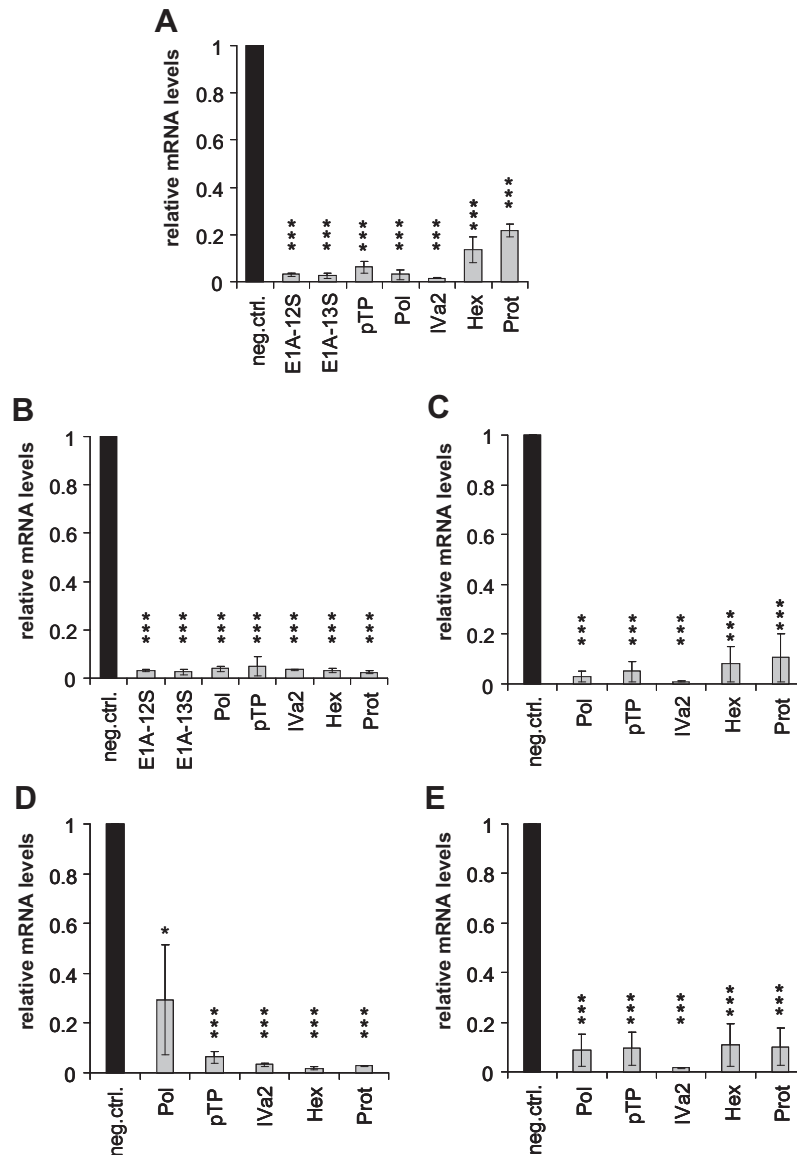 A
relative mRNA levels
1
0.8
0.6
0.4
0.2
0
*** *** *** *** *** *** ***
neg.ctrl. E1A-12S E1A-13S pTP Pol IVa2 Hex Prot
B
relative mRNA levels
1
0.8
0.6
0.4
0.2
0
*** *** *** *** *** *** ***
neg.ctrl. E1A-12S E1A-13S Pol pTP IVa2 Hex Prot
C
relative mRNA levels
1
0.8
0.6
0.4
0.2
0
*** *** *** *** ***
neg.ctrl. Pol pTP IVa2 Hex Prot
D
relative mRNA levels
1
0.8
0.6
0.4
0.2
0
* *** *** *** ***
neg.ctrl. Pol pTP IVa2 Hex Prot
E
relative mRNA levels
1
0.8
0.6
0.4
0.2
0
*** *** *** *** ***
neg.ctrl. Pol pTP IVa2 Hex Prot